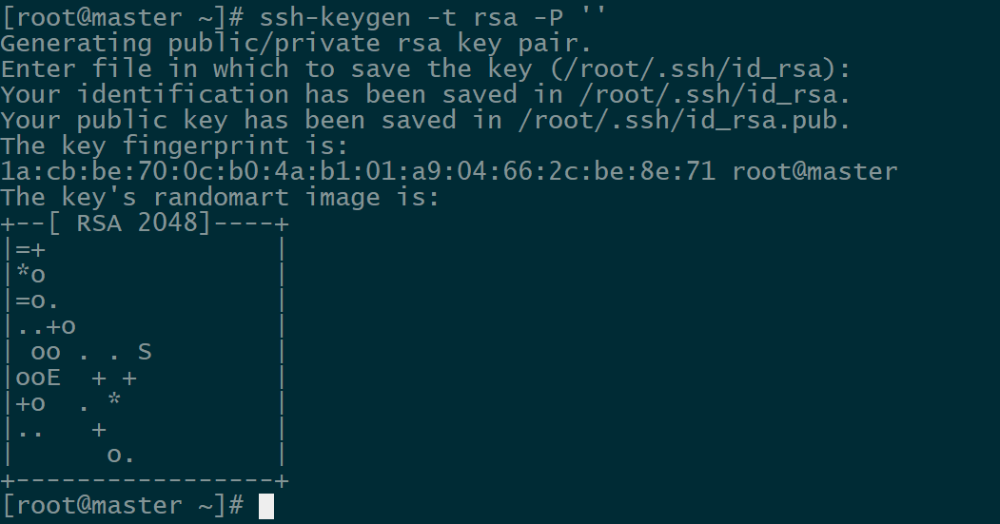 [root@master ~]# ssh-keygen -t rsa -P ''
Generating public/private rsa key pair.
Enter file in which to save the key (/root/.ssh/id_rsa):
Your identification has been saved in /root/.ssh/id_rsa.
Your public key has been saved in /root/.ssh/id_rsa.pub.
The key fingerprint is:
1a:cb:be:70:0c:b0:4a:b1:01:a9:04:66:2c:be:8e:71 root@master
The key's randomart image is:
+--[ RSA 2048]----+
|=+               |
|*o               |
|=o.              |
|..+o             |
| oo . . S        |
|ooE  + +         |
|+o  . *          |
|..   +           |
|      o.         |
+-----------------+
[root@master ~]#